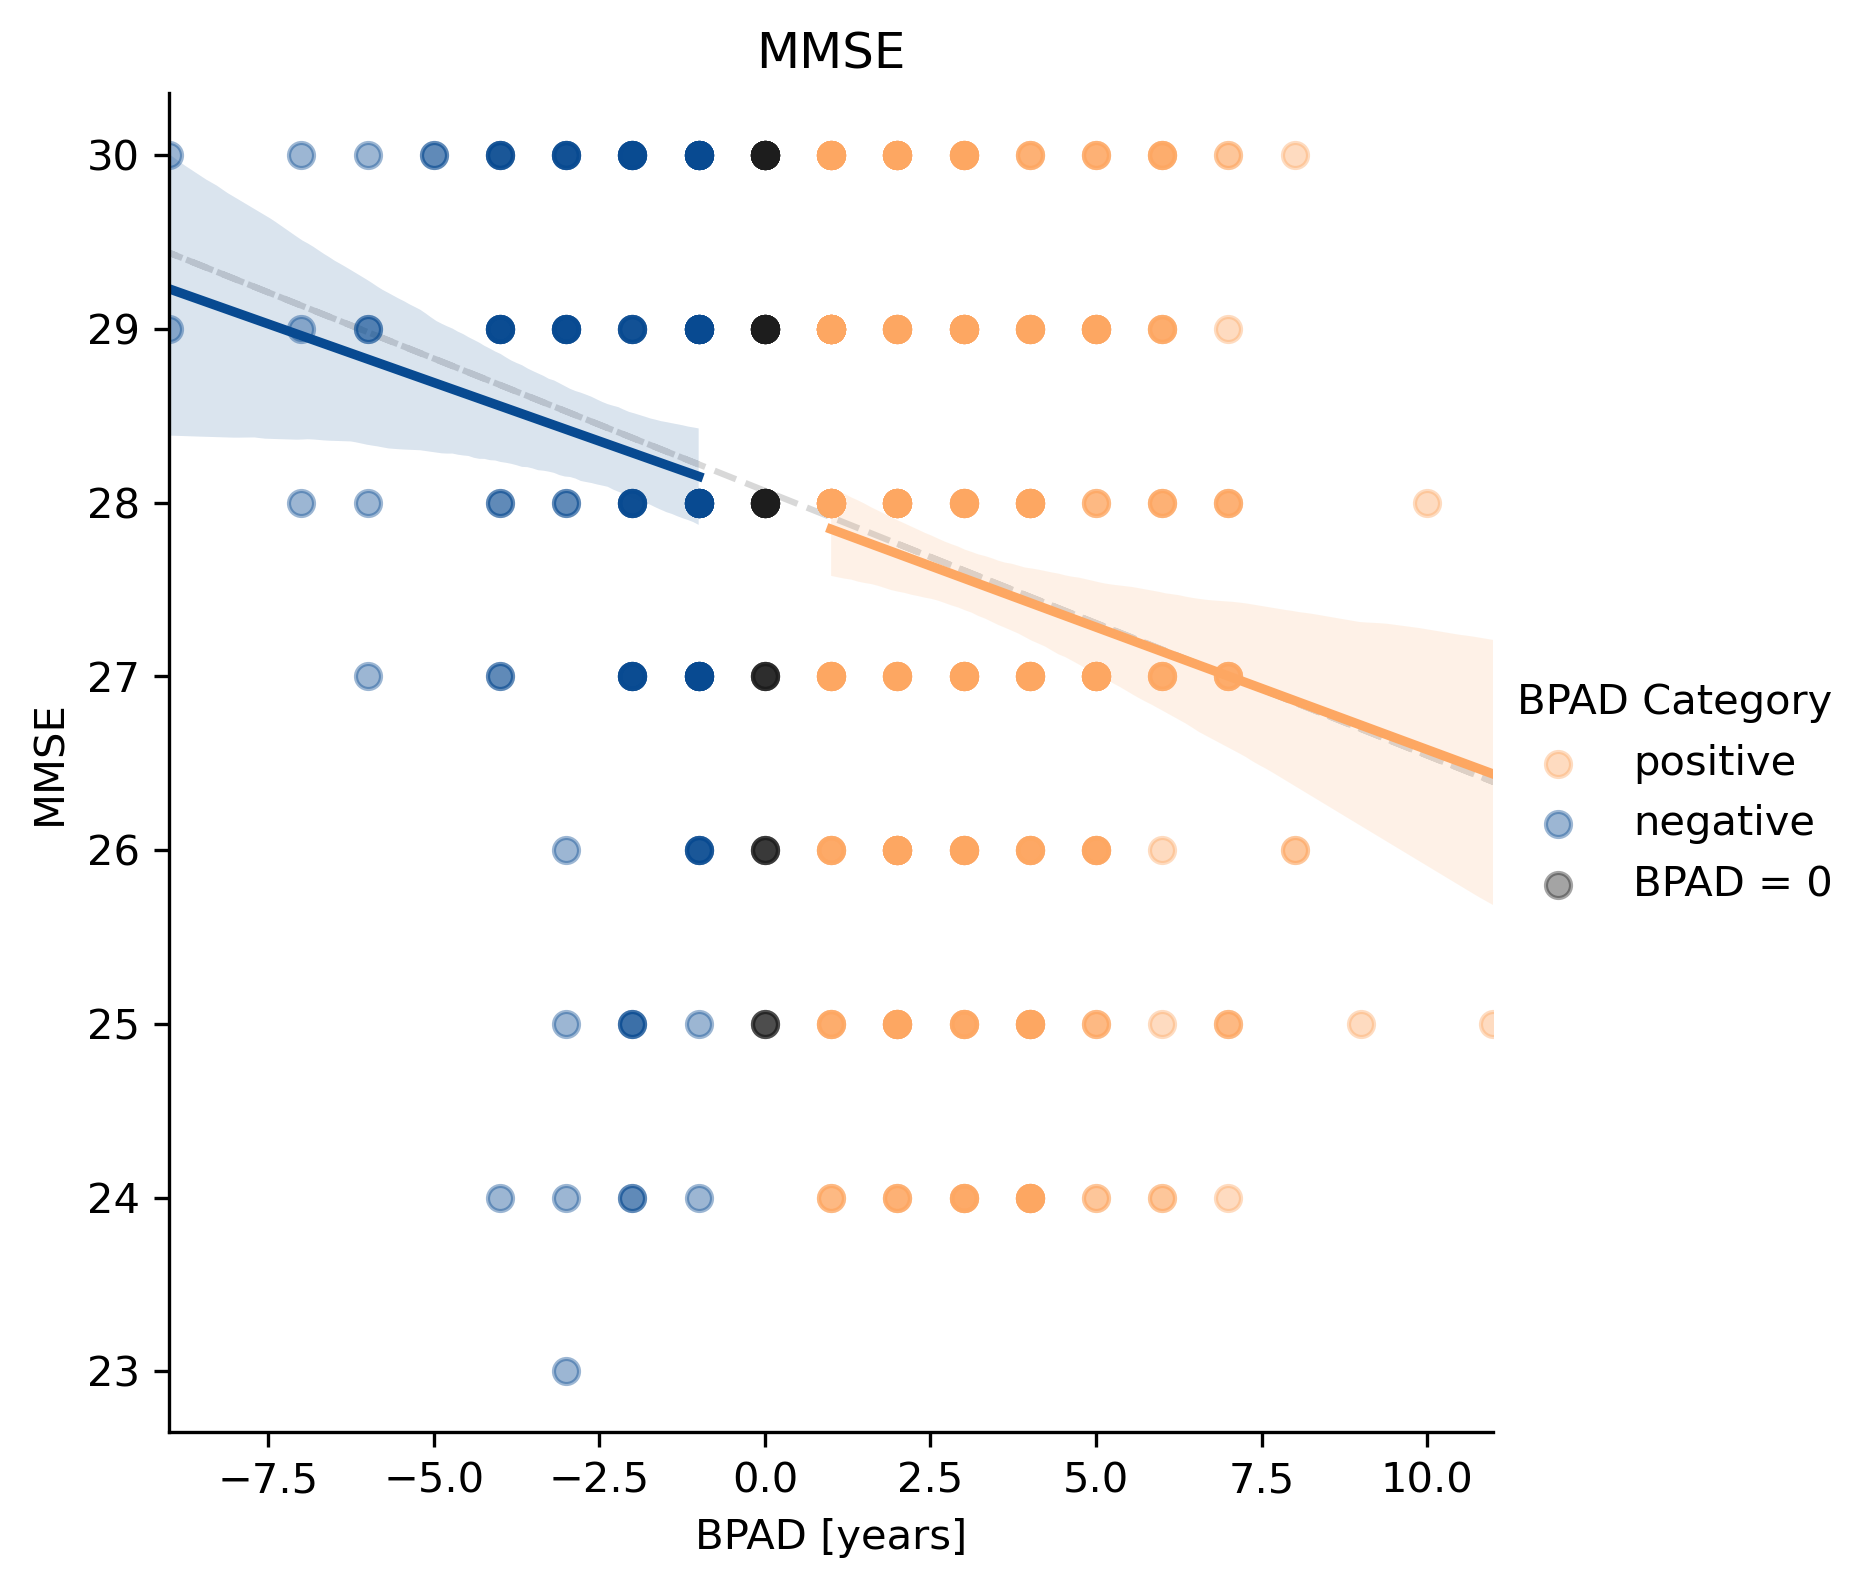 MMSE
30
29
28
27
26
25
24
23
MMSE
−7.5 −5.0 −2.5 0.0 2.5 5.0 7.5 10.0
BPAD [years]
BPAD Category
positive
negative
BPAD = 0